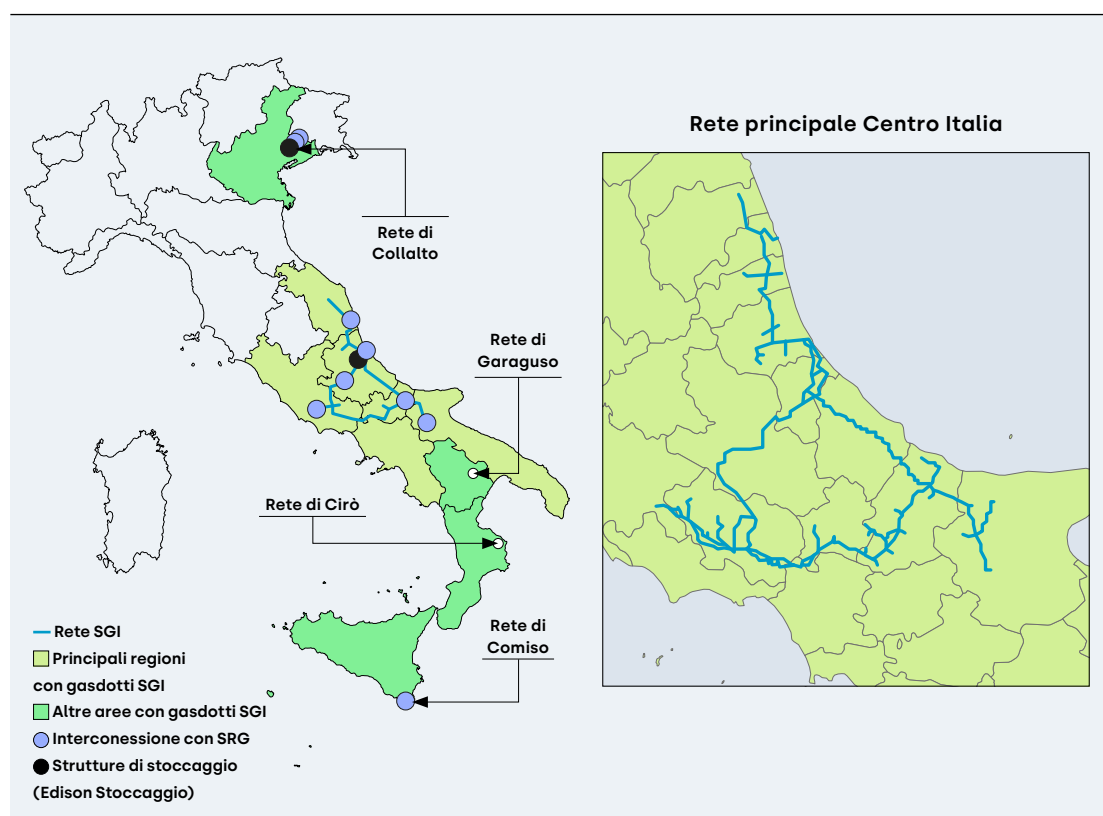 Rete principale Centro Italia
Rete di
Collalto
Rete di
Garaguso
Rete di Cirò
Rete di
Comiso
Rete SGI
Principali regioni
con gasdotti SGI
Altre aree con gasdotti SGI
Interconessione con SRG
Strutture di stoccaggio
(Edison Stoccaggio)